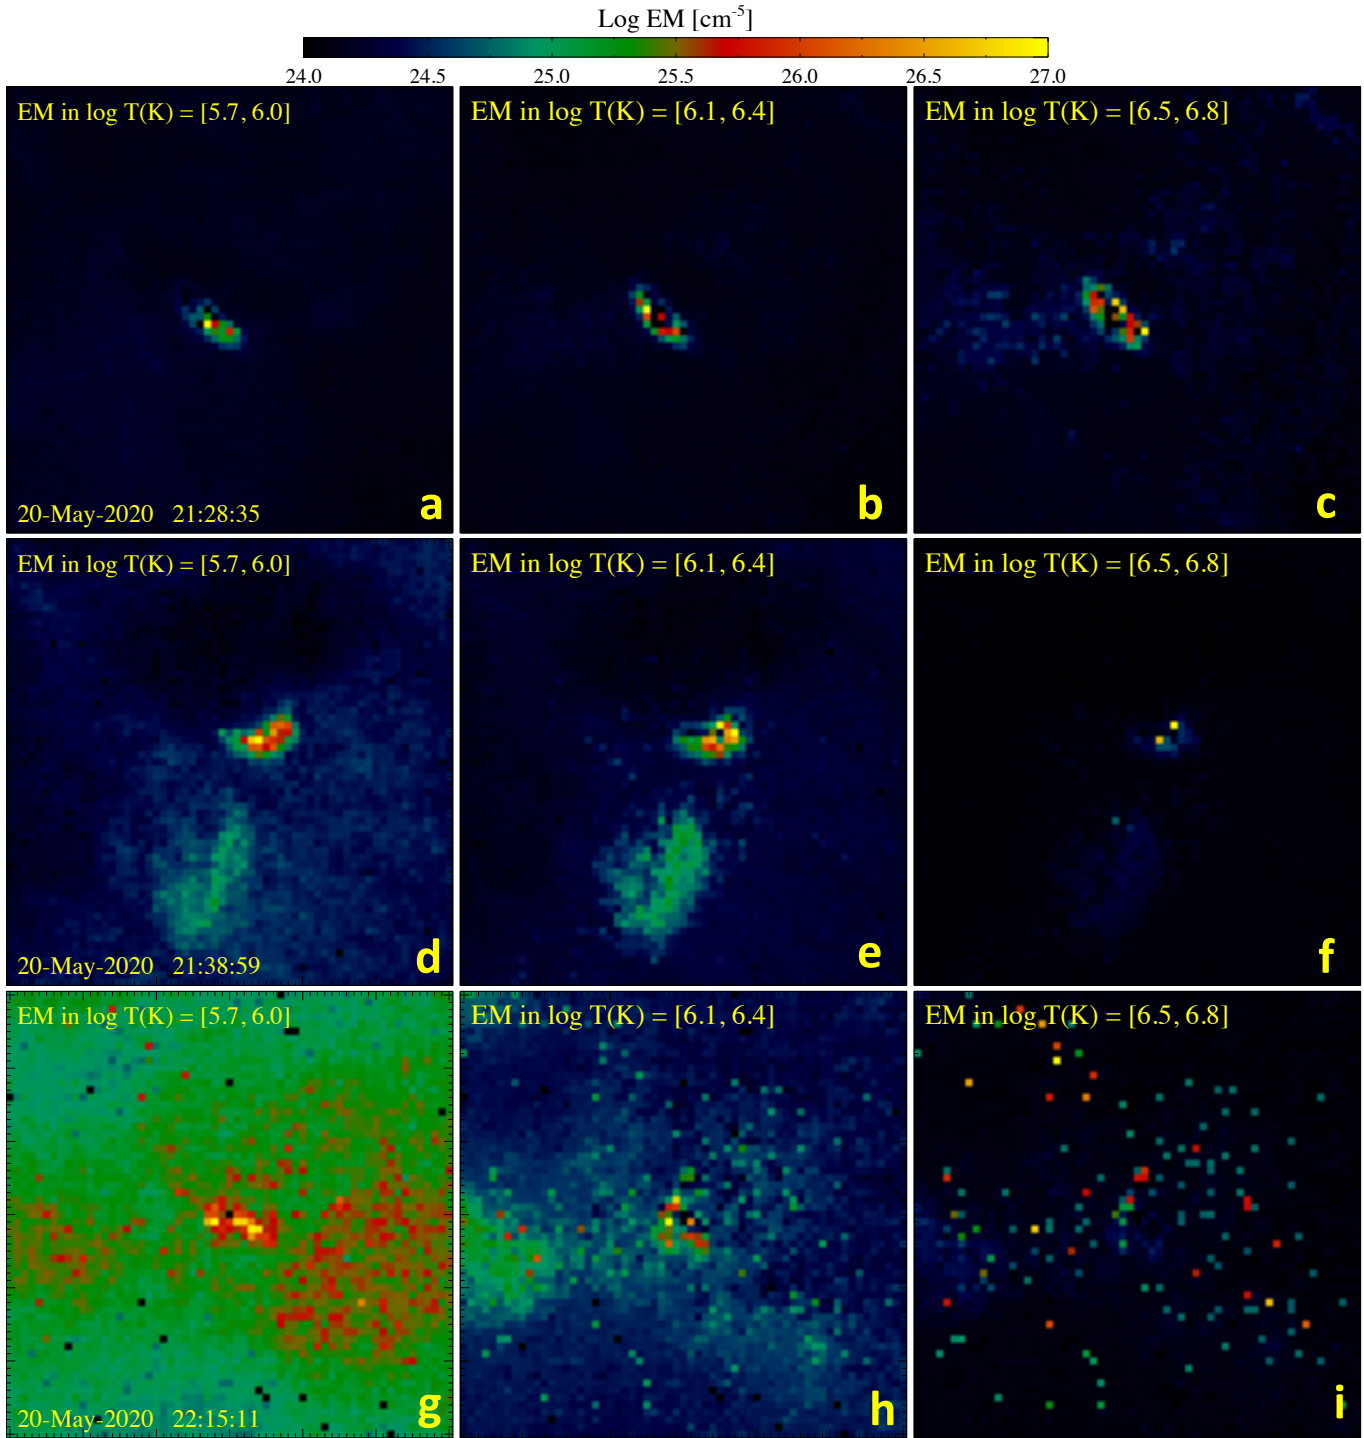 Log EM [cm-5]
24.0 24.5 25.0 25.5 26.0 26.5 27.0
EM in log T(K) = [5.7, 6.0] EM in log T(K) = [6.1, 6.4] EM in log T(K) = [6.5, 6.8]
20-May-2020 21:28:35 a b c
EM in log T(K) = [5.7, 6.0] EM in log T(K) = [6.1, 6.4] EM in log T(K) = [6.5, 6.8]
20-May-2020 21:38:59 d e f
EM in log T(K) = [5.7, 6.0] EM in log T(K) = [6.1, 6.4] EM in log T(K) = [6.5, 6.8]
20-May-2020 22:15:11 g h i